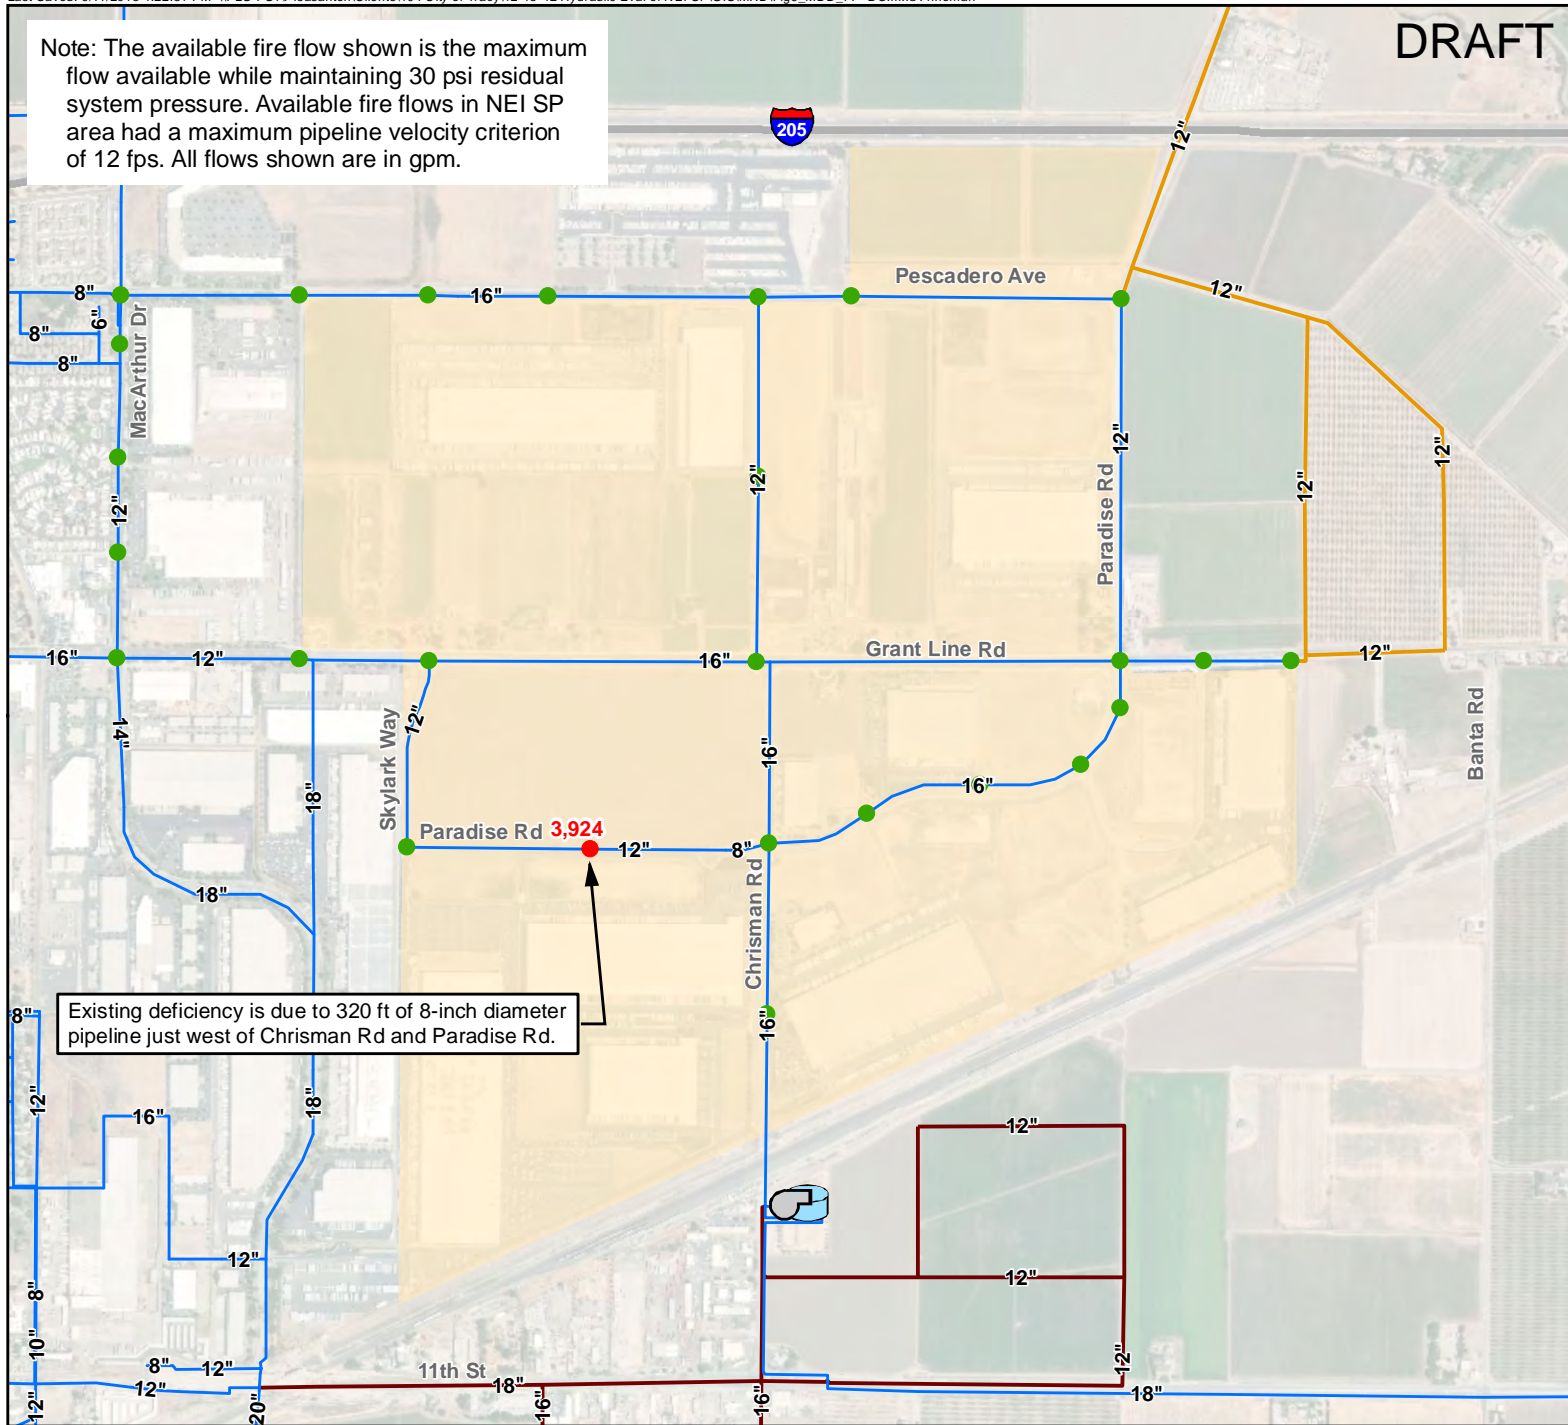 DRAFT
Note: The available fire flow shown is the maximum
flow available while maintaining 30 psi residual
system pressure. Available fire flows in NEI SP
area had a maximum pipeline velocity criterion
of 12 fps. All flows shown are in gpm.
205
12"
Pescadero Ave
8"
16"
12"
6"
8"
8"
MacArthur Dr
12"
12"
12"
12"
12"
Paradise Rd
12"
16"
12"
16"
Grant Line Rd
12"
14"
Skylark Way
12"
16"
Banta Rd
18"
16"
Paradise Rd
3,924
12"
8"
18"
Chrisman Rd
Existing deficiency is due to 320 ft of 8-inch diameter
pipeline just west of Chrisman Rd and Paradise Rd.
8"
16"
12"
18"
16"
12"
12"
12"
8"
10"
8"
12"
11th St
12"
12"
18"
18"
12"
20"
16"
16"